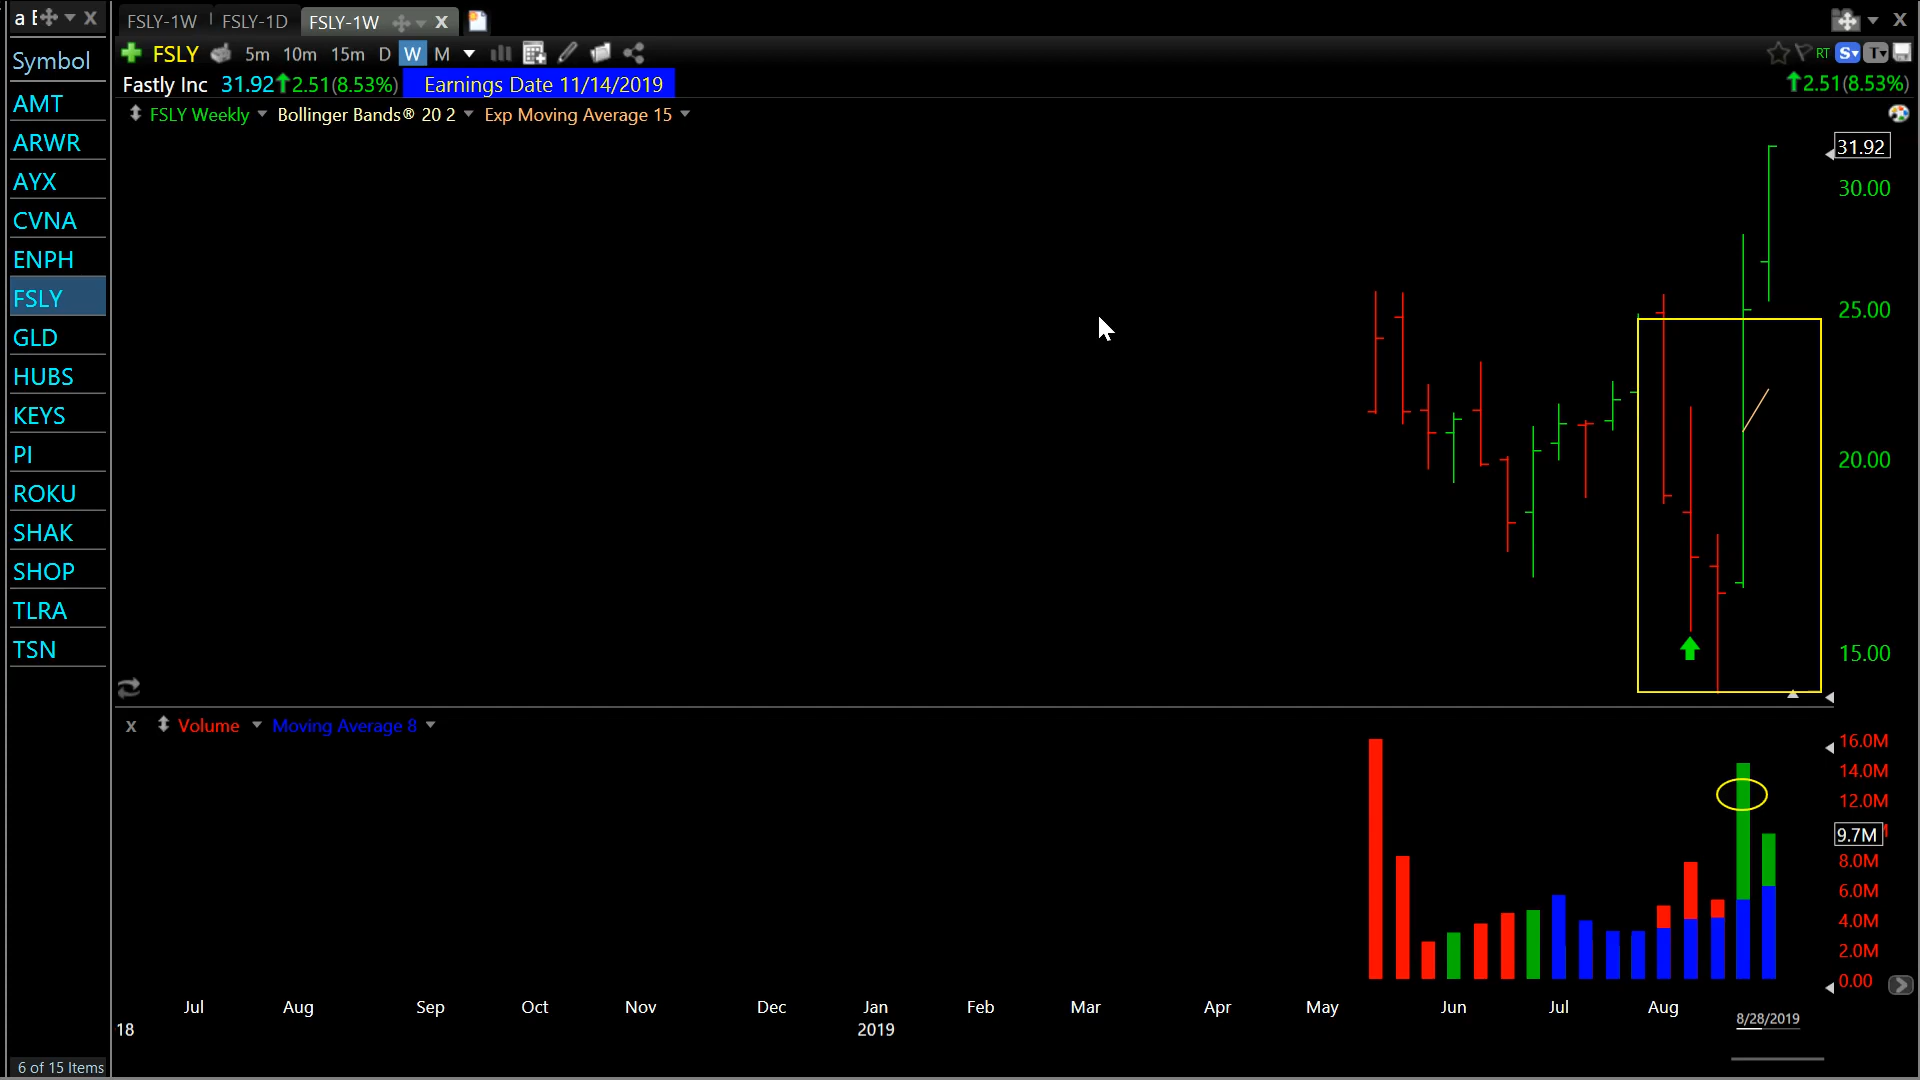 a E
Symbol
AMT
ARWR
AYX
CVNA
ENPH
FSLY
GLD
HUBS
KEYS
PI
ROKU
SHAK
SHOP
TLRA
TSN
6 of 15 Items
FSLY-1W FSLY-1D FSLY-1W X
FSLY 5m 10m 15m D W M RT S T
Fastly Inc 31.92 2.51(8.53%) Earnings Date 11/14/2019 2.51(8.53%)
FSLY Weekly Bollinger Bands® 20 2 Exp Moving Average 15
31.92
30.00
25.00
20.00
15.00
X Volume Moving Average 8
16.0M
14.0M
12.0M
9.7M
8.0M
6.0M
4.0M
2.0M
0.00
Jul Aug Sep Oct Nov Dec Jan Feb Mar Apr May Jun Jul Aug
18 2019 8/28/2019